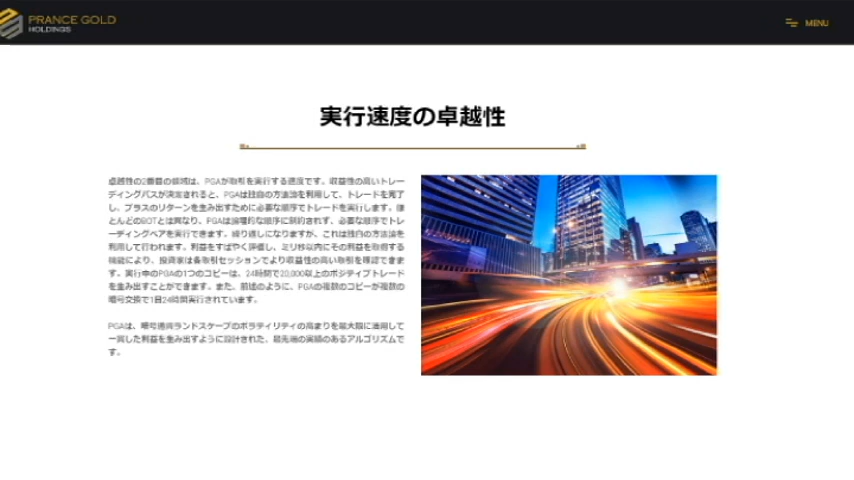 PRANCE GOLD
HOLDINGS
MENU
実行速度の卓越性
卓越性の2番目の領域は、PGAが取引を実行する速度です。収益性の高いトレー
ディングパスが決定されると、PGAは独自の方法論を利用して、トレードを完了
し、プラスのリターンを生み出すために必要な順序でトレードを実行します。ほ
とんどのBOTとは異なり、PGAは論理的な順序に制約されず、必要な順序でトレ
ーディングペアを実行できます。繰り返しになりますが、これは独自の方法論を
利用して行われます。利益をすばやく評価し、ミリ秒以内にその利益を取得する
機能により、投資家は各取引セッションでより収益性の高い取引を確認できま
す。実行中のPGAの1つのコピーは、24時間で20,000以上のポジティブトレード
を生み出すことができます。また、前述のように、PGAの複数のコピーが複数の
暗号交換で1日24時間実行されています。
PGAは、暗号通貨ランドスケープのボラティリティの高まりを最大限に活用して
一貫した利益を生み出すように設計された、最先端の実績のあるアルゴリズムで
す。